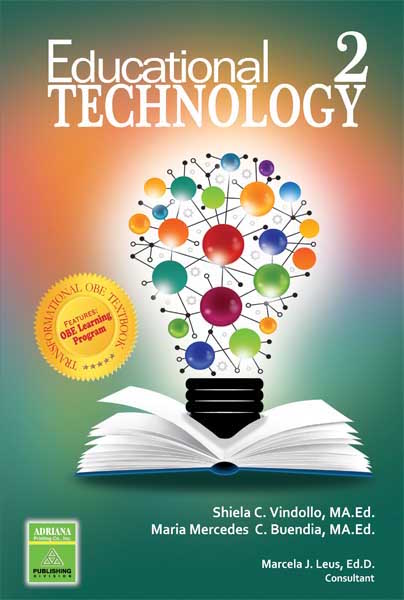 Educational 2
TECHNOLOGY
TRANSFORMATIONAL OBE TEXTBOOK
FEATURES:
OBE Learning
Program
Shiela C. Vindollo, MA.Ed.
Maria Mercedes C. Buendia, MA.Ed.
Marcela J. Leus, Ed.D.
Consultant
ADRIANA
Printing Co., Inc.
PUBLISHING
DIVISION